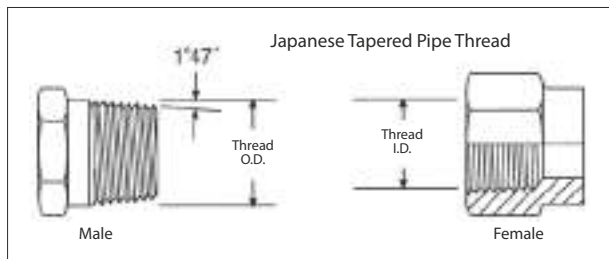 Japanese Tapered Pipe Thread
1°47'
Thread
O.D.
Thread
I.D.
Male
Female